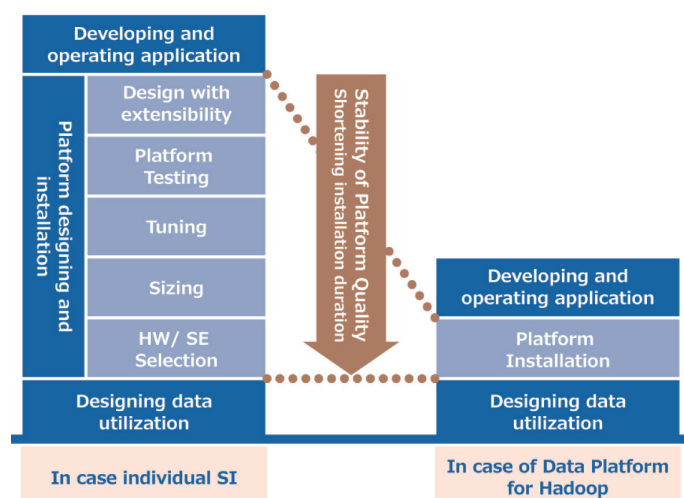 Developing and
operating application
Platform designing and
installation
Design with
extensibility
Platform
Testing
Tuning
Sizing
HW/ SE
Selection
Designing data
utilization
In case individual SI
Stability of Platform Quality
Shortening installation duration
Developing and
operating application
Platform
Installation
Designing data
utilization
In case of Data Platform
for Hadoop